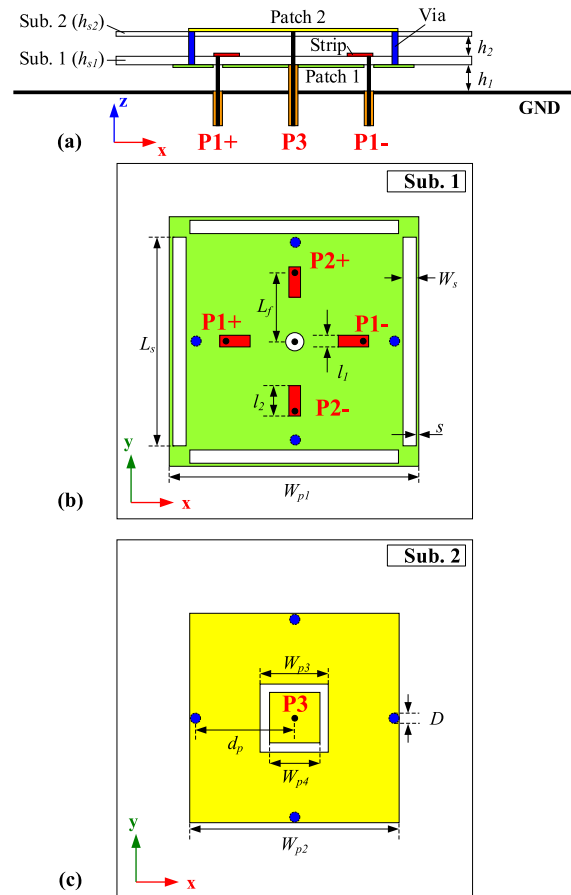 Patch 2
Sub. 2 (hs2)
Via
Strip
h2
Sub. 1 (hs1)
Patch 1
h1
GND
z
x
(a)
P1+
P3
P1-
Sub. 1
P2+
Ws
Lf
P1+
P1-
Ls
l1
l2
P2-
s
y
x
Wp1
(b)
Sub. 2
Wp3
P3
D
dp
Wp4
y
x
Wp2
(c)